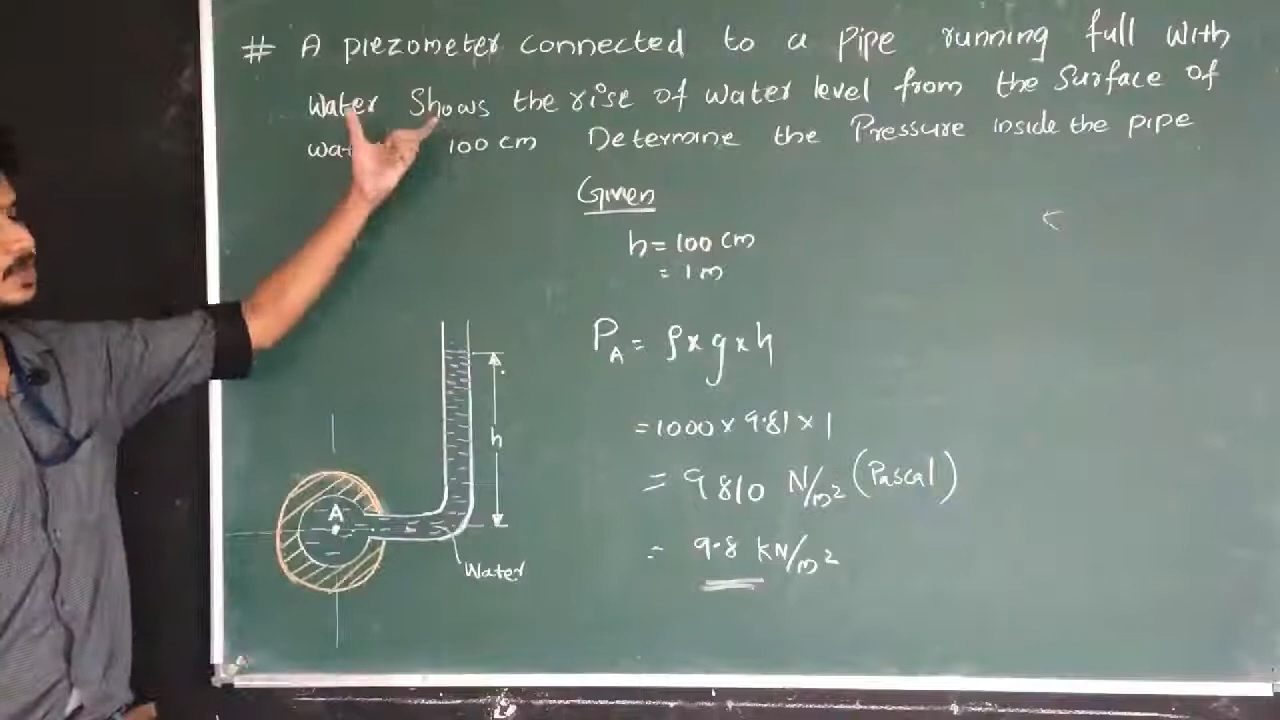 # A piezometer connected to a pipe running full with
water shows the rise of water level from the surface of
100 cm Determine the Pressure inside the pipe
Given
h = 100 cm
= 1 m
P_A = ρ × g × h
= 1000 × 9.81 × 1
= 9810 N/m² (Pascal)
= 9.8 kN/m²
h
A
Water